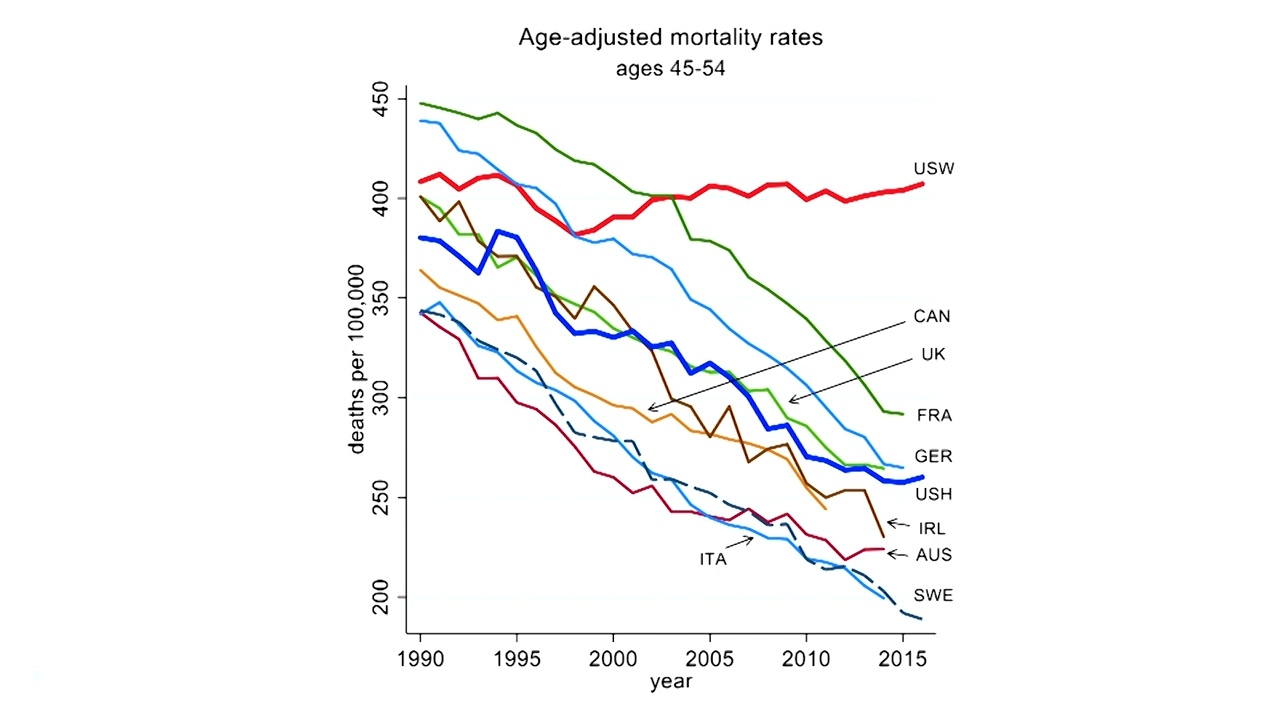 Age-adjusted mortality rates
ages 45-54
deaths per 100,000
450
400
350
300
250
200
USW
CAN
UK
FRA
GER
USH
IRL
AUS
ITA
SWE
1990 1995 2000 2005 2010 2015
year